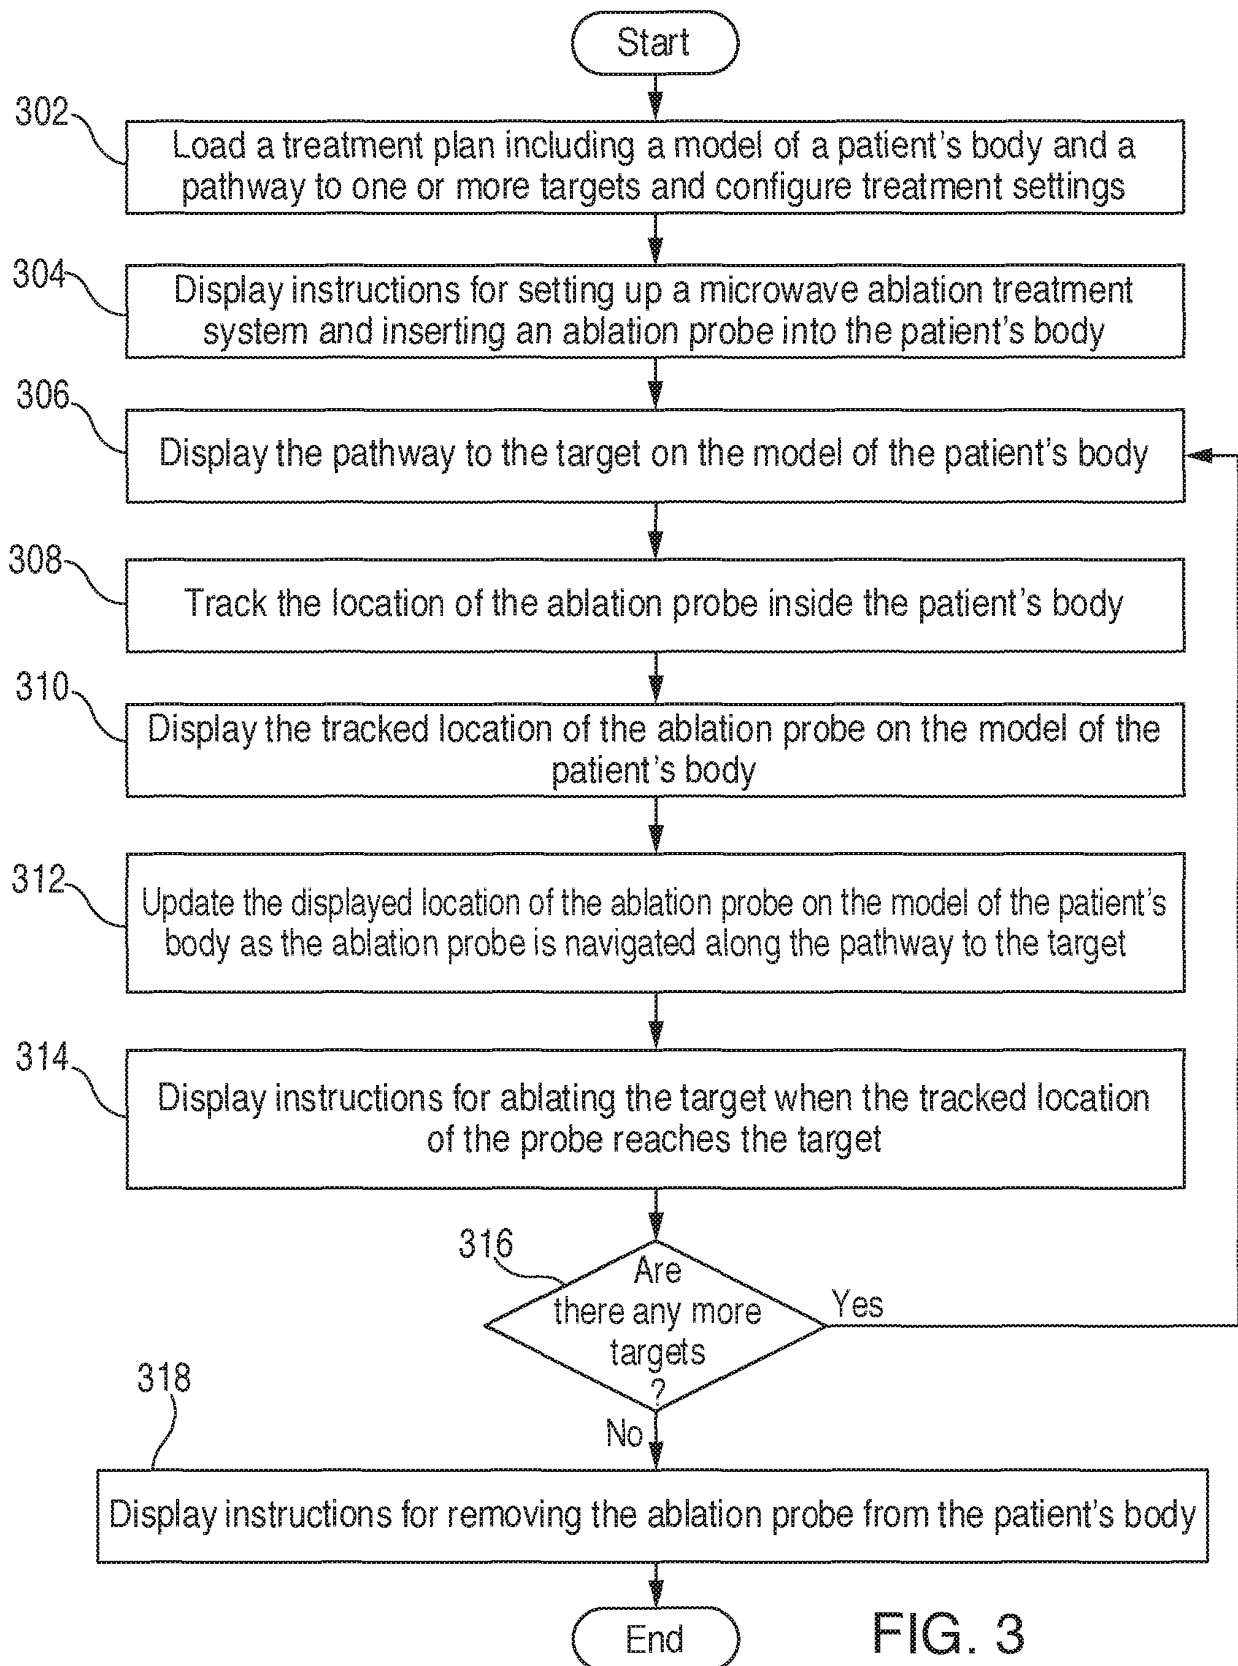 Start
302
Load a treatment plan including a model of a patient's body and a
pathway to one or more targets and configure treatment settings
304
Display instructions for setting up a microwave ablation treatment
system and inserting an ablation probe into the patient's body
306
Display the pathway to the target on the model of the patient's body
308
Track the location of the ablation probe inside the patient's body
310
Display the tracked location of the ablation probe on the model of the
patient's body
312
Update the displayed location of the ablation probe on the model of the patient's
body as the ablation probe is navigated along the pathway to the target
314
Display instructions for ablating the target when the tracked location
of the probe reaches the target
316
Are
there any more
targets
?
Yes
No
318
Display instructions for removing the ablation probe from the patient's body
End
FIG. 3